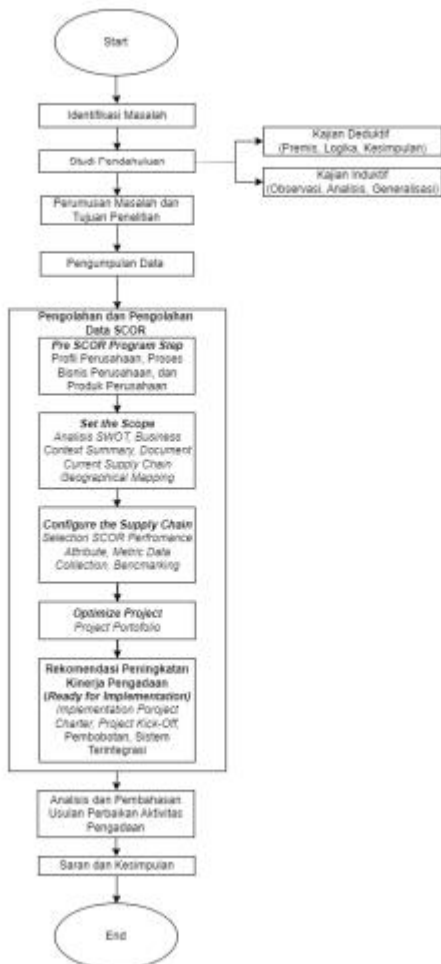 Start
Identifikasi Masalah
Studi Pendahuluan
Kajian Deduktif
(Premis, Logika, Kesimpulan)
Kajian Induktif
(Observasi, Analisis, Generalisasi)
Perumusan Masalah dan
Tujuan Penelitian
Pengumpulan Data
Pengolahan dan Pengolahan
Data SCOR
Pre SCOR Program Step
Profil Perusahaan, Proses
Bisnis Perusahaan, dan
Produk Perusahaan
Set the Scope
Analisis SWOT, Business
Context Summary, Document
Current Supply Chain
Geographical Mapping
Configure the Supply Chain
Selection SCOR Perfromance
Attribute, Metric Data
Collection, Bencmarking
Optimize Project
Project Portofolio
Rekomendasi Peningkatan
Kinerja Pengadaan
(Ready for Implementation)
Implementation Poroject
Charter, Project Kick-Off,
Pembobotan, Sistem
Terintegrasi
Analisis dan Pembahasan
Usulan Perbaikan Aktivitas
Pengadaan
Saran dan Kesimpulan
End